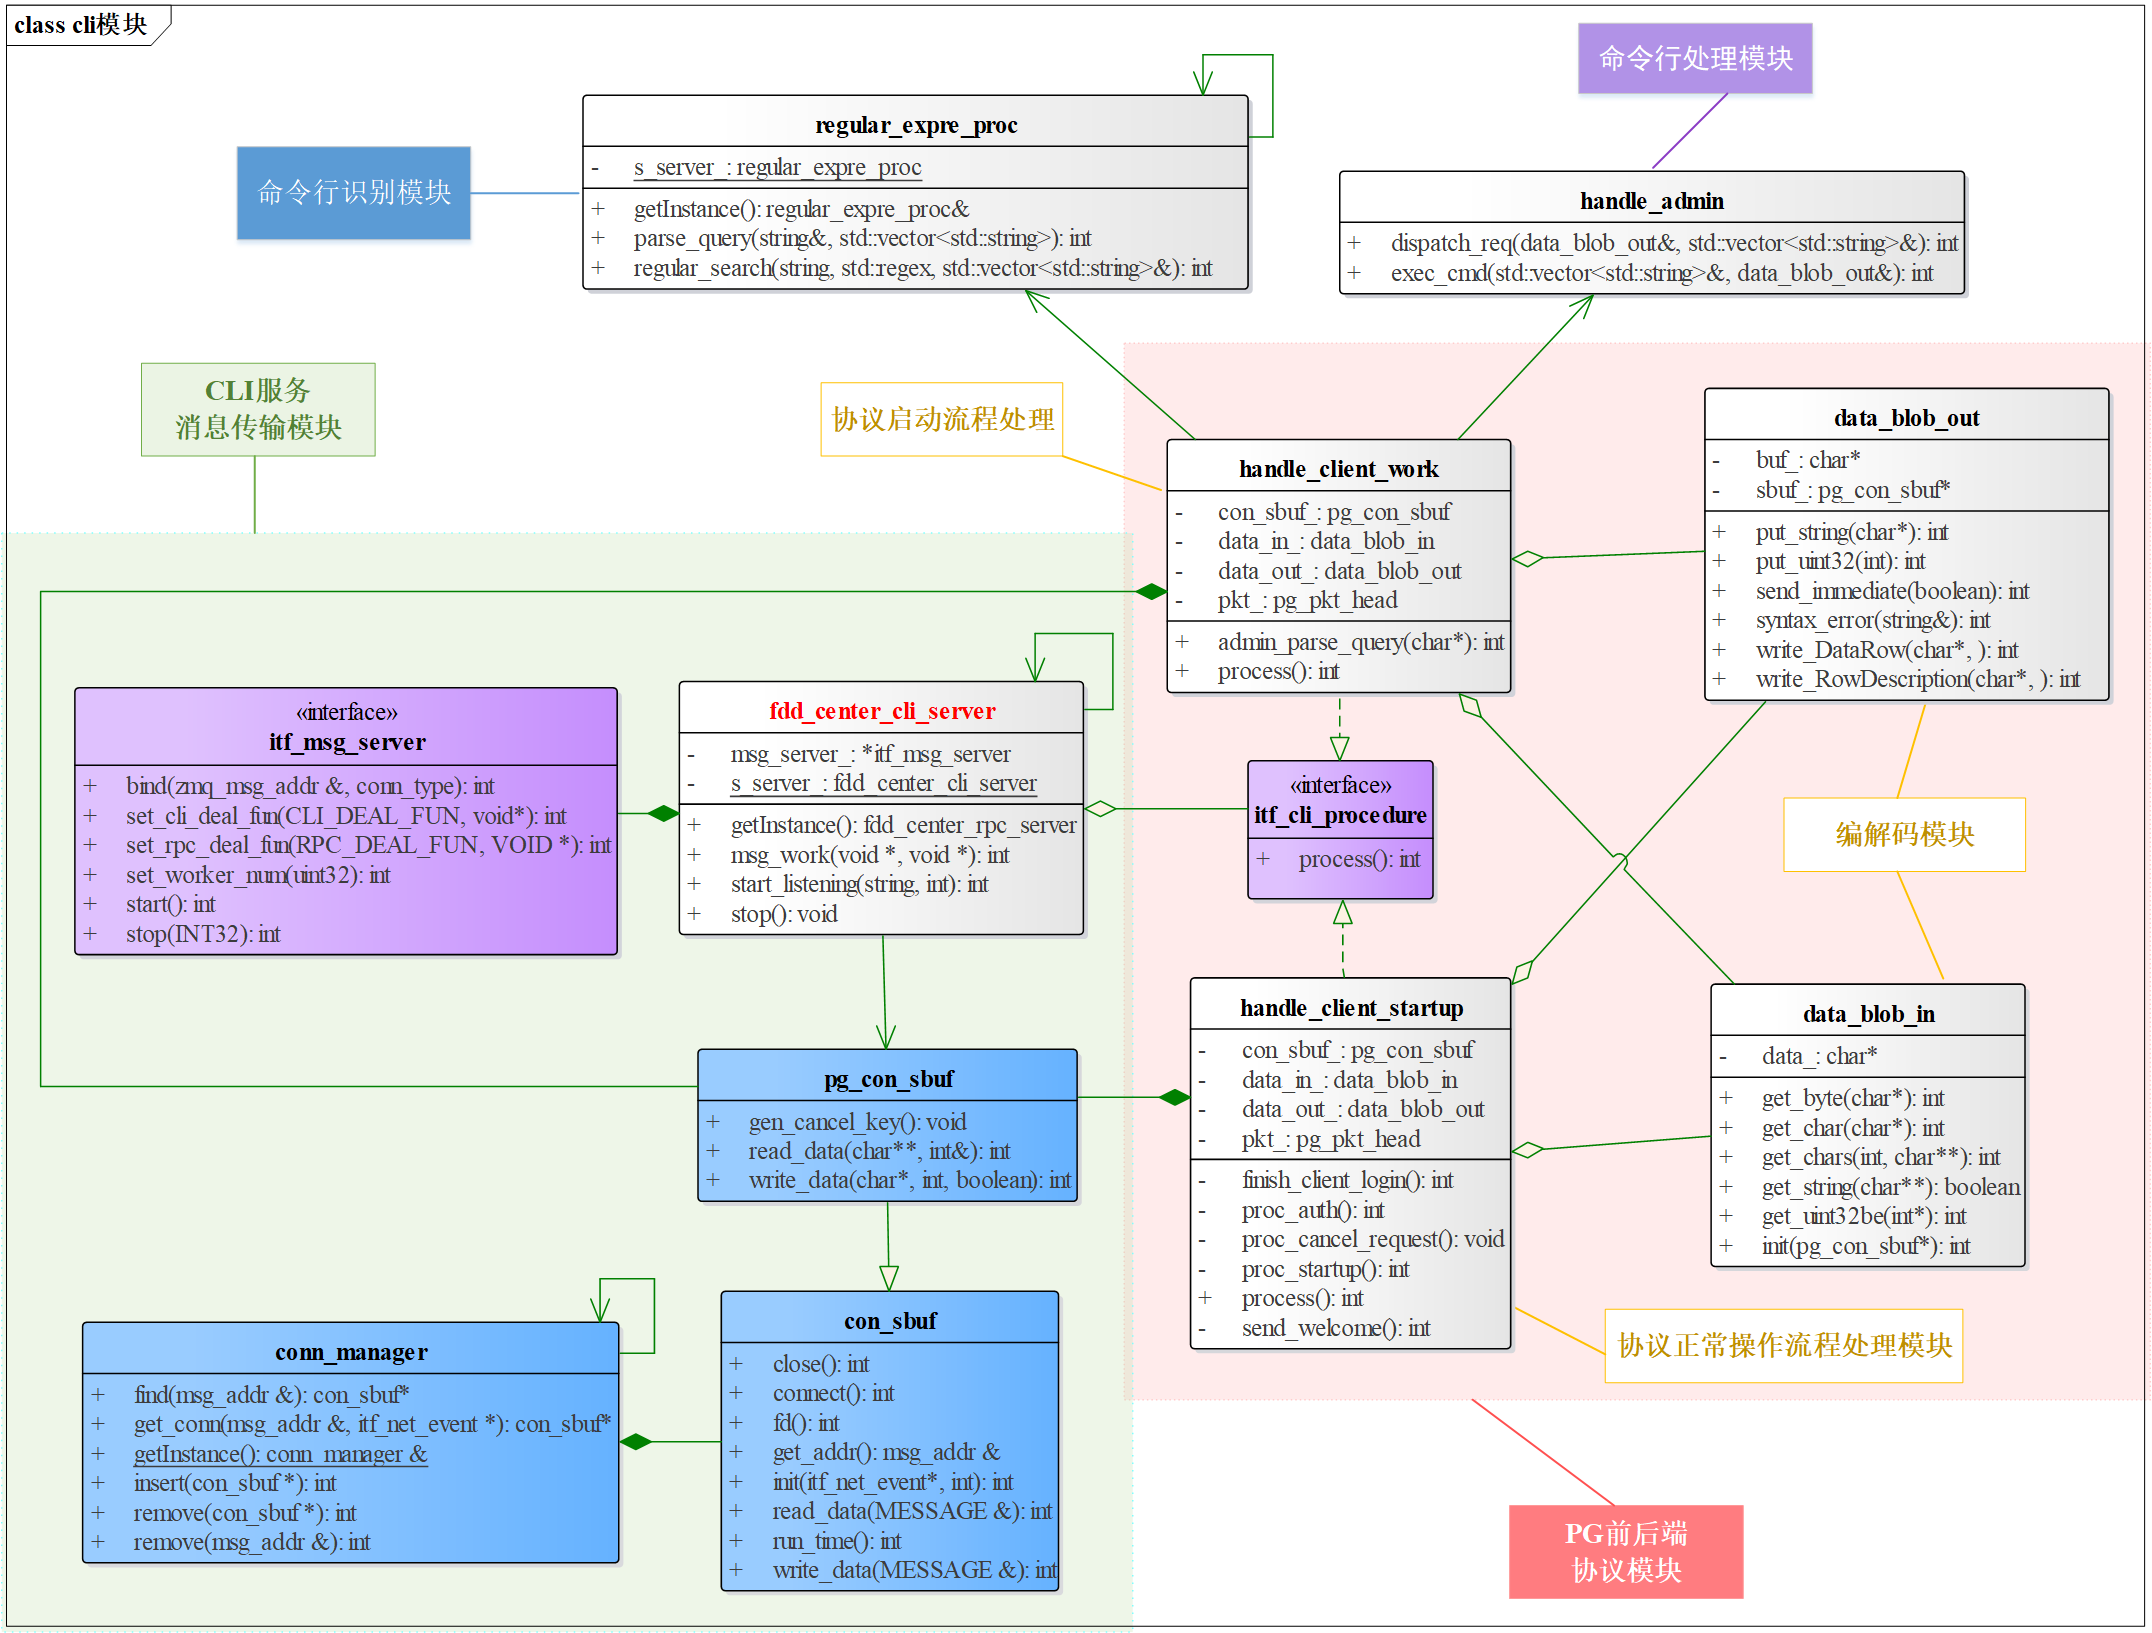 class cli模块
命令行处理模块
regular_expre_proc
- s_server_: regular_expre_proc
+ getInstance(): regular_expre_proc&
+ parse_query(string&, std::vector<std::string>): int
+ regular_search(string, std::regex, std::vector<std::string>&): int
命令行识别模块
handle_admin
+ dispatch_req(data_blob_out&, std::vector<std::string>&): int
+ exec_cmd(std::vector<std::string>&, data_blob_out&): int
CLI服务
消息传输模块
协议启动流程处理
handle_client_work
- con_sbuf_: pg_con_sbuf
- data_in_: data_blob_in
- data_out_: data_blob_out
- pkt_: pg_pkt_head
+ admin_parse_query(char*): int
+ process(): int
data_blob_out
- buf_: char*
- sbuf_: pg_con_sbuf*
+ put_string(char*): int
+ put_uint32(int): int
+ send_immediate(boolean): int
+ syntax_error(string&): int
+ write_DataRow(char*, ): int
+ write_RowDescription(char*, ): int
«interface»
itf_msg_server
+ bind(zmq_msg_addr &, conn_type): int
+ set_cli_deal_fun(CLI_DEAL_FUN, void*): int
+ set_rpc_deal_fun(RPC_DEAL_FUN, VOID *): int
+ set_worker_num(uint32): int
+ start(): int
+ stop(INT32): int
fdd_center_cli_server
- msg_server_: *itf_msg_server
- s_server_: fdd_center_cli_server
+ getInstance(): fdd_center_rpc_server
+ msg_work(void *, void *): int
+ start_listening(string, int): int
+ stop(): void
«interface»
itf_cli_procedure
+ process(): int
编解码模块
handle_client_startup
- con_sbuf_: pg_con_sbuf
- data_in_: data_blob_in
- data_out_: data_blob_out
- pkt_: pg_pkt_head
- finish_client_login(): int
- proc_auth(): int
- proc_cancel_request(): void
- proc_startup(): int
+ process(): int
- send_welcome(): int
data_blob_in
- data_: char*
+ get_byte(char*): int
+ get_char(char*): int
+ get_chars(int, char**): int
+ get_string(char**): boolean
+ get_uint32be(int*): int
+ init(pg_con_sbuf*): int
pg_con_sbuf
+ gen_cancel_key(): void
+ read_data(char**, int&): int
+ write_data(char*, int, boolean): int
协议正常操作流程处理模块
conn_manager
+ find(msg_addr &): con_sbuf*
+ get_conn(msg_addr &, itf_net_event *): con_sbuf*
+ getInstance(): conn_manager &
+ insert(con_sbuf *): int
+ remove(con_sbuf *): int
+ remove(msg_addr &): int
con_sbuf
+ close(): int
+ connect(): int
+ fd(): int
+ get_addr(): msg_addr &
+ init(itf_net_event*, int): int
+ read_data(MESSAGE &): int
+ run_time(): int
+ write_data(MESSAGE &): int
PG前后端
协议模块